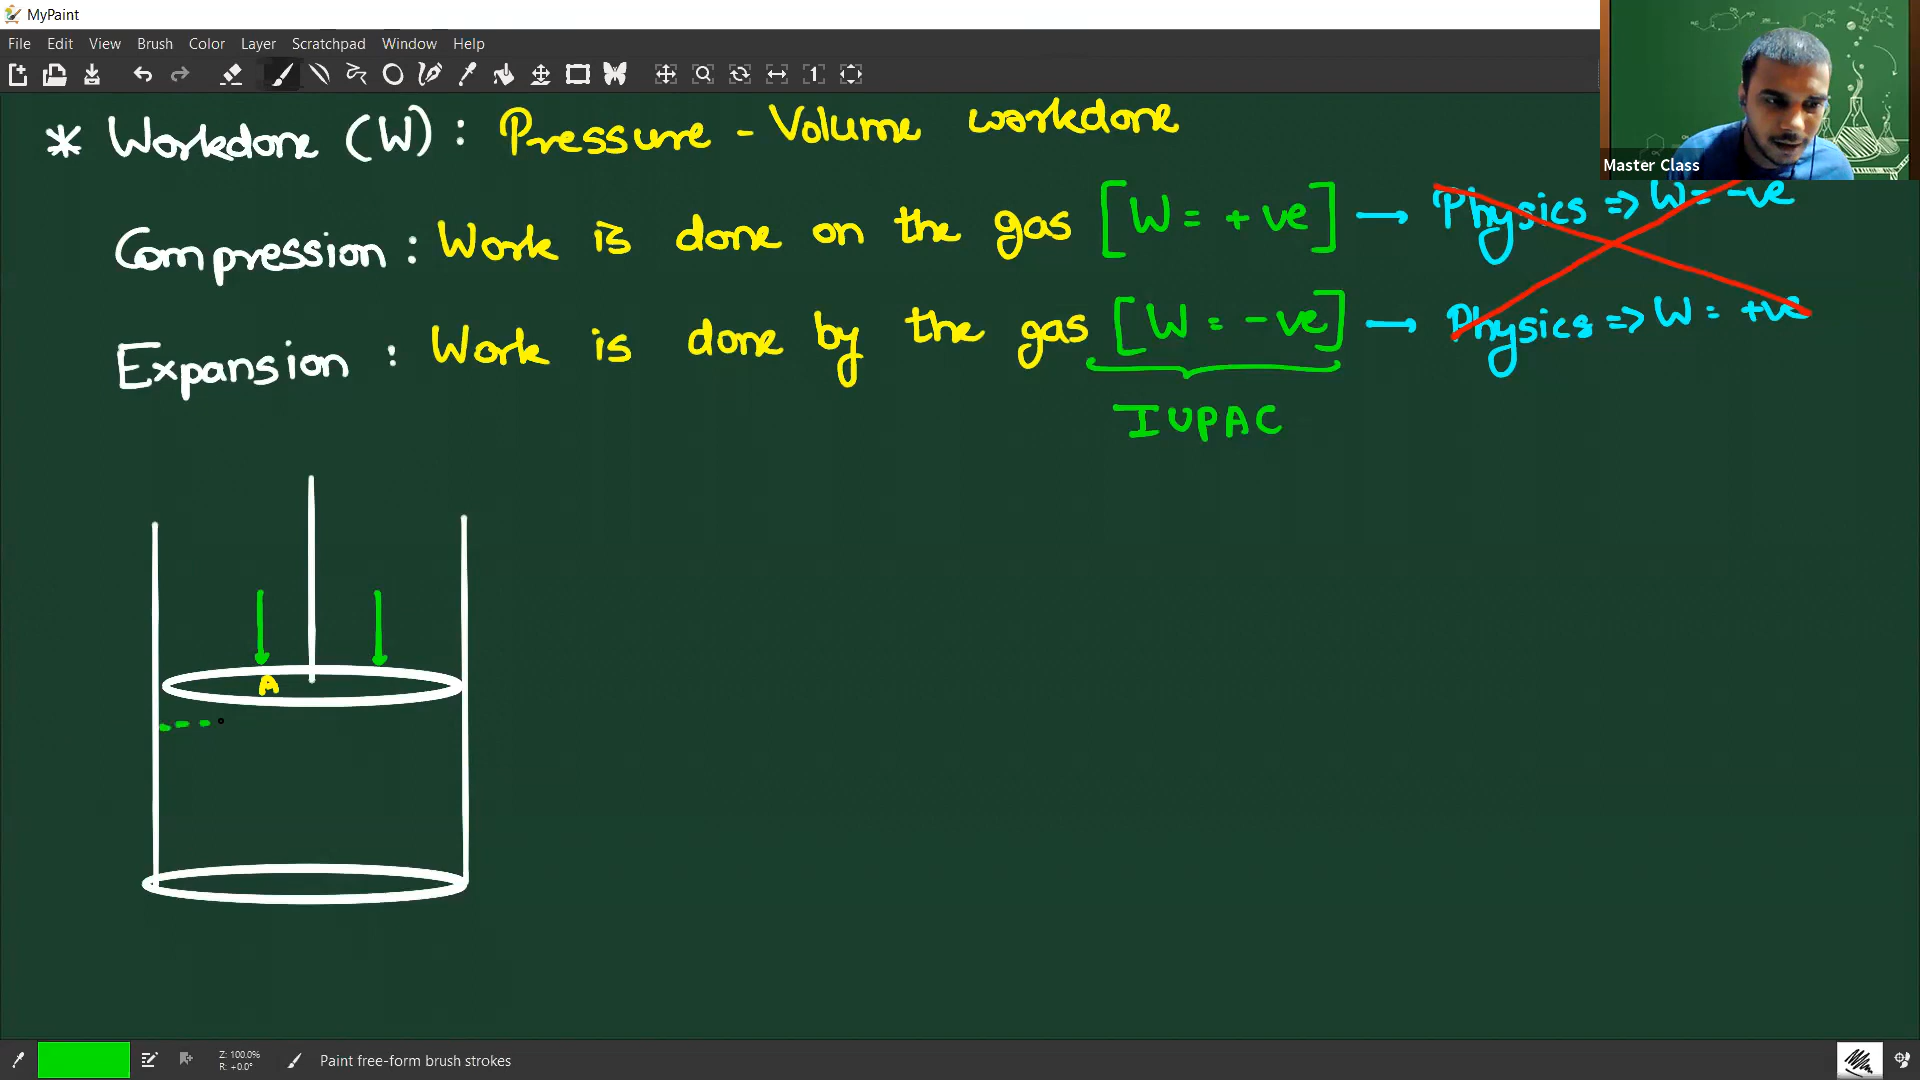 MyPaint
File Edit View Brush Color Layer Scratchpad Window Help
* Workdone (W) : Pressure - Volume workdone
Master Class
Compression : Work is done on the gas [W = + ve] → Physics ⇒ W = -ve
Expansion : Work is done by the gas [W = -ve] → Physics ⇒ W = +ve
IUPAC
A
Z: 100.0%
R: +0.0°
Paint free-form brush strokes